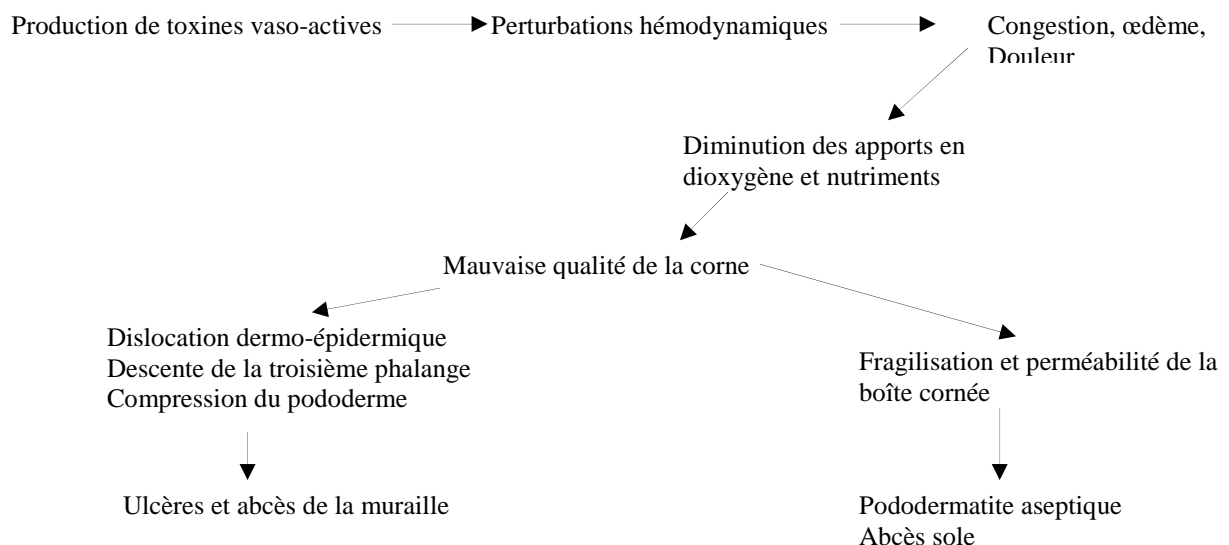 Production de toxines vaso-actives
Perturbations hémodynamiques
Congestion, œdème,
Douleur
Diminution des apports en
dioxygène et nutriments
Mauvaise qualité de la corne
Dislocation dermo-épidermique
Descente de la troisième phalange
Compression du pododerme
Fragilisation et perméabilité de la
boîte cornée
Ulcères et abcès de la muraille
Pododermatite aseptique
Abcès sole